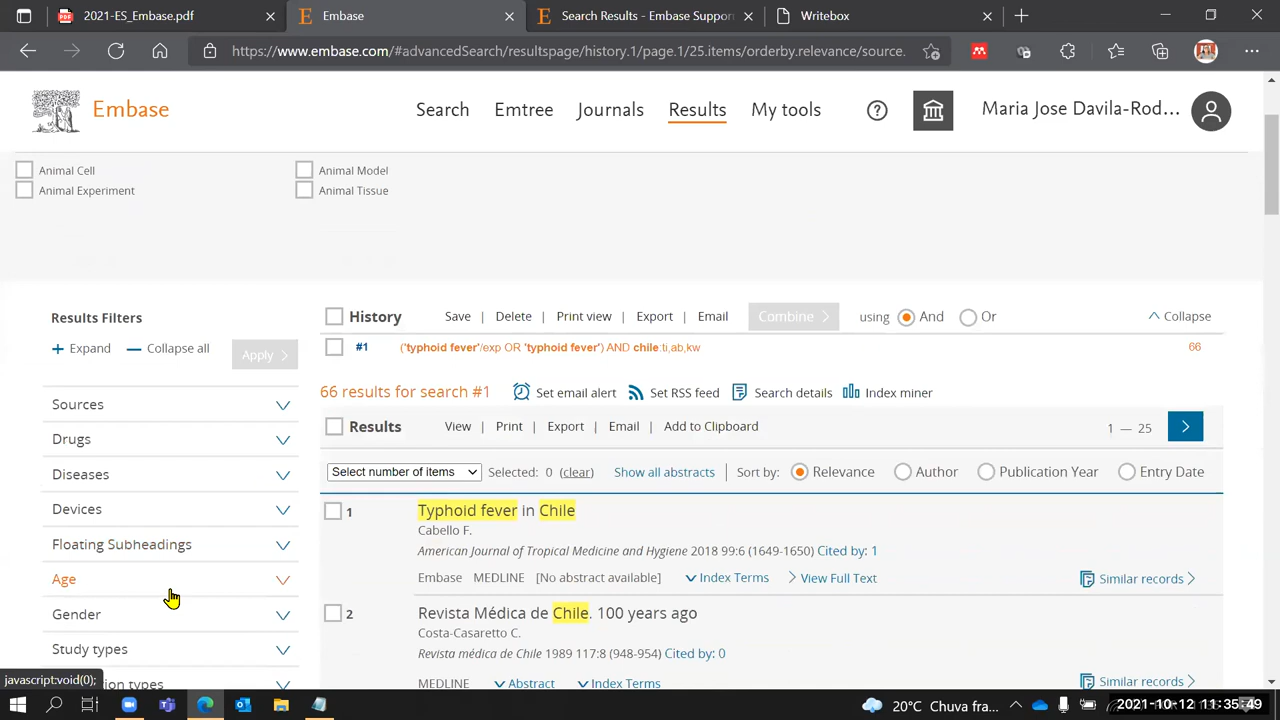 2021-ES_Embase.pdf
Embase
Search Results - Embase Suppor
Writebox
https://www.embase.com/#advancedSearch/resultspage/history.1/page.1/25.items/orderby.relevance/source.
Embase
Search
Emtree
Journals
Results
My tools
Maria Jose Davila-Rod...
Animal Cell
Animal Model
Animal Experiment
Animal Tissue
Results Filters
Expand
Collapse all
Apply
Sources
Drugs
Diseases
Devices
Floating Subheadings
Age
Gender
Study types
History Save | Delete | Print view | Export | Email Combine using And Or Collapse
#1 ('typhoid fever'/exp OR 'typhoid fever') AND chile:ti,ab,kw 66
66 results for search #1 Set email alert Set RSS feed Search details Index miner
Results View | Print | Export | Email | Add to Clipboard 1 — 25
Select number of items Selected: 0 (clear) Show all abstracts | Sort by: Relevance Author Publication Year Entry Date
1 Typhoid fever in Chile
Cabello F.
American Journal of Tropical Medicine and Hygiene 2018 99:6 (1649-1650) Cited by: 1
Embase MEDLINE [No abstract available] Index Terms View Full Text Similar records
2 Revista Médica de Chile. 100 years ago
Costa-Casaretto C.
Revista médica de Chile 1989 117:8 (948-954) Cited by: 0
MEDLINE Abstract Index Terms Similar records
javascript:void(0);
ion types
20°C Chuva fra...
2021-10-12 11:35:49